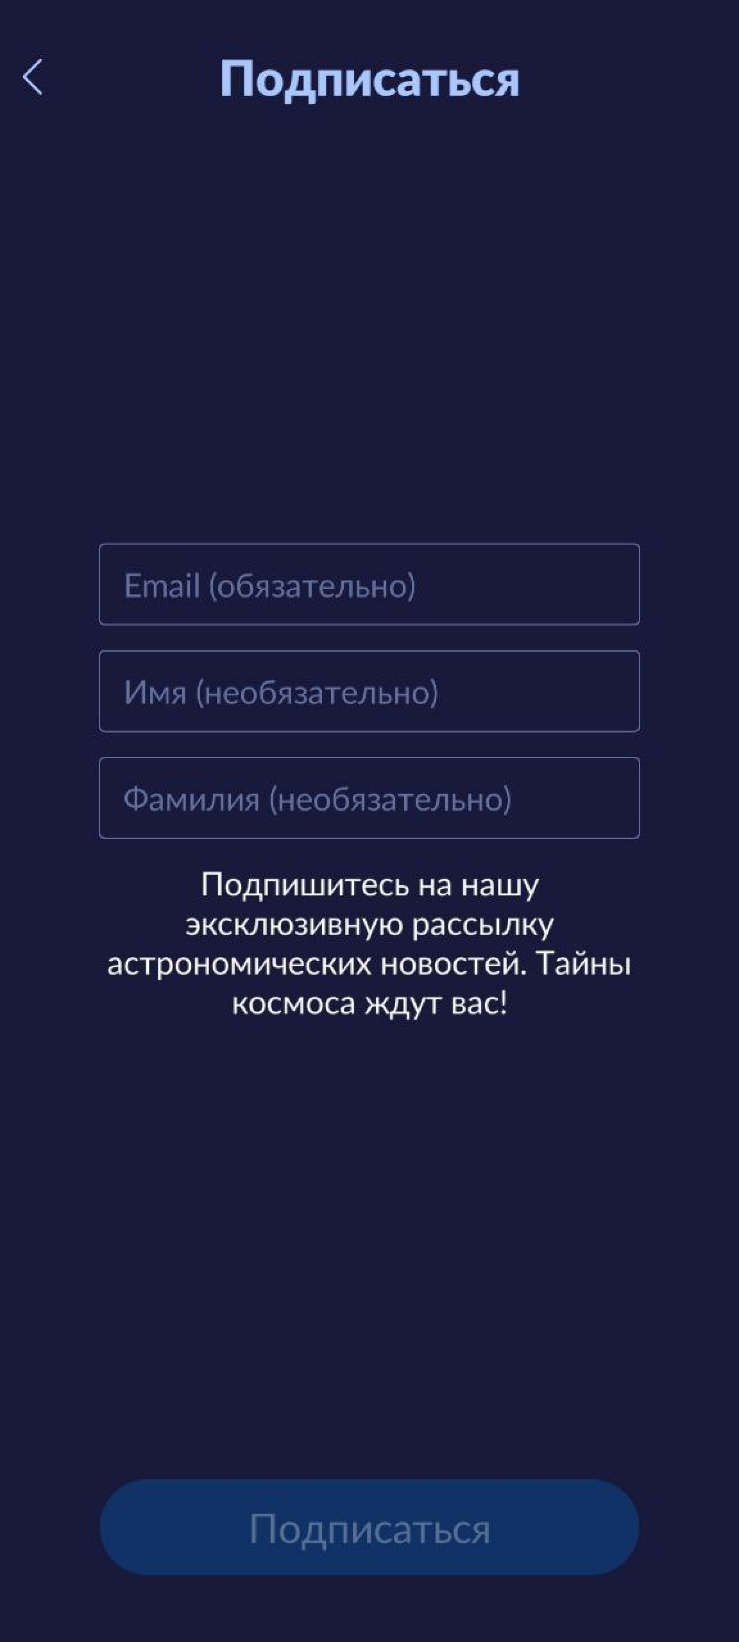 Подписаться
Email (обязательно)
Имя (необязательно)
Фамилия (необязательно)
Подпишитесь на нашу
эксклюзивную рассылку
астрономических новостей. Тайны
космоса ждут вас!
Подписаться